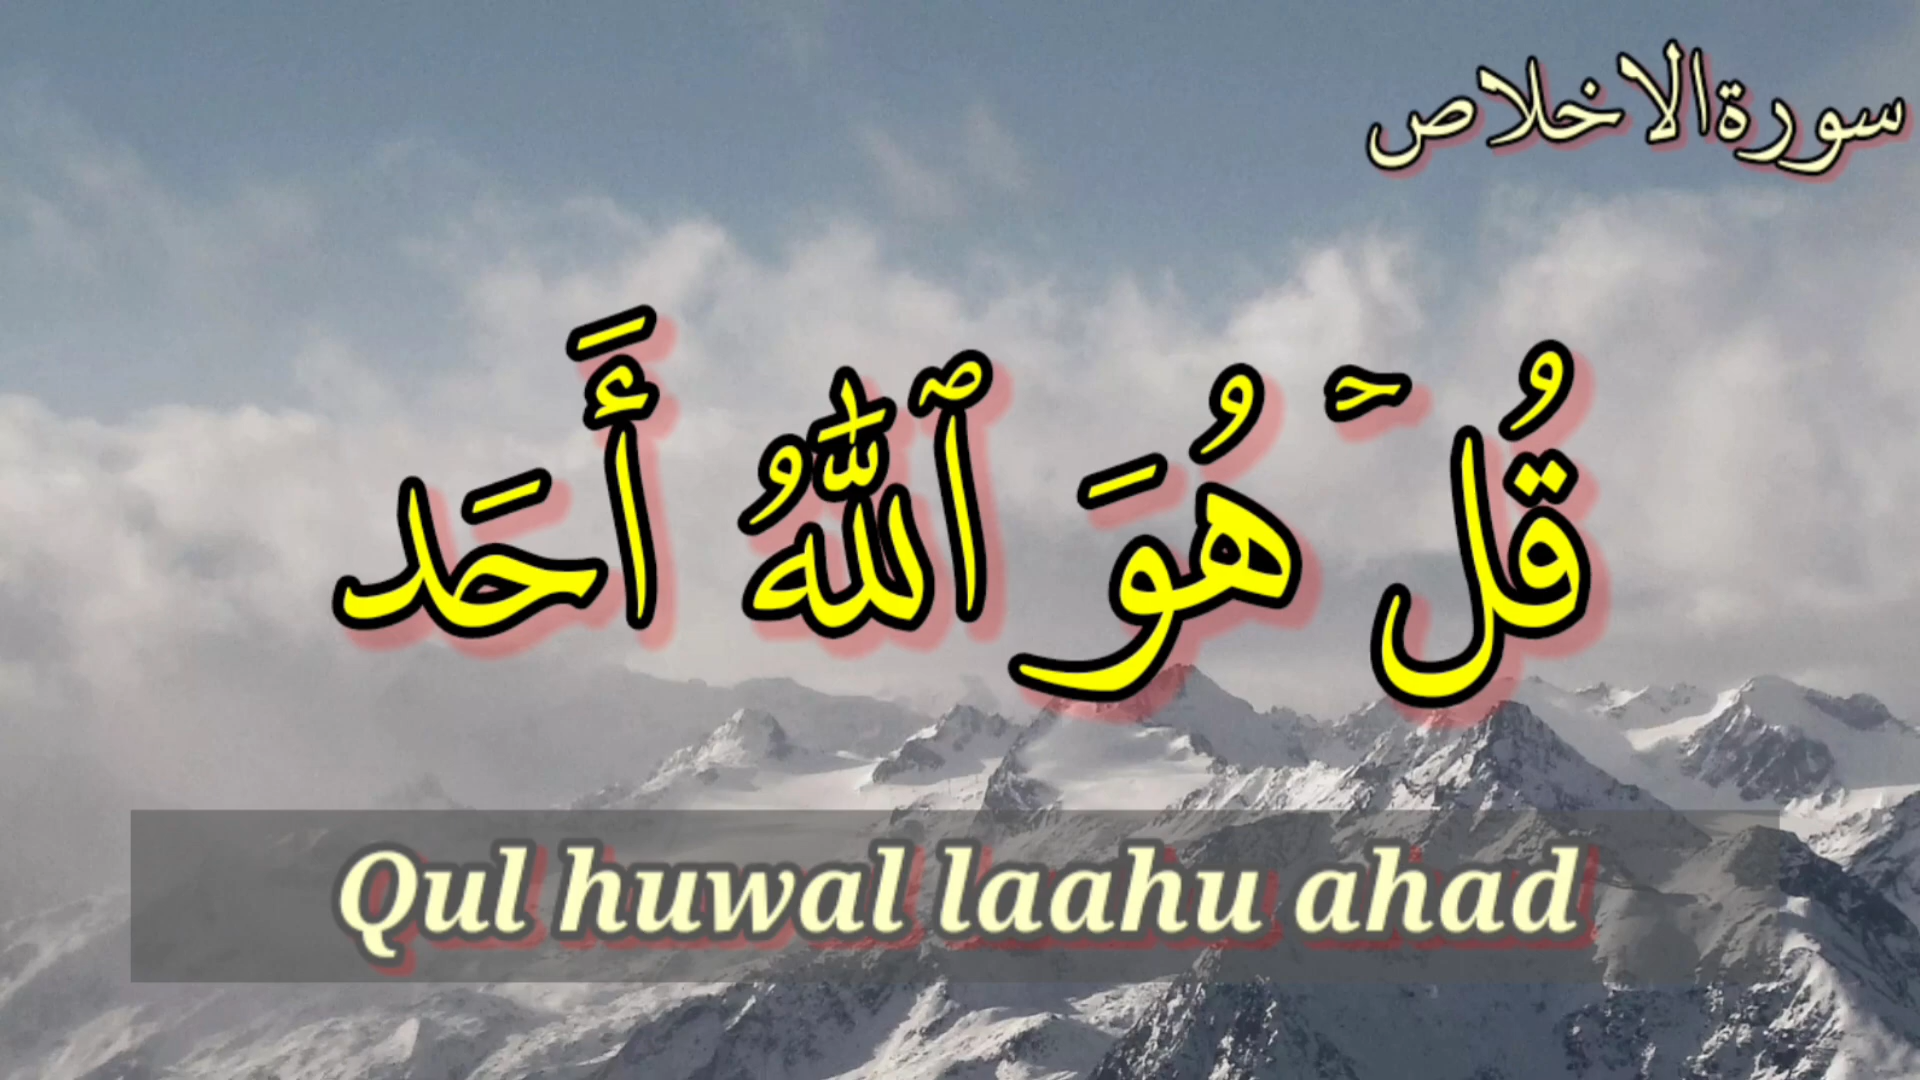 سورة الاخلاص
قُلۡ هُوَ ٱللَّهُ أَحَد
Qul huwal laahu ahad